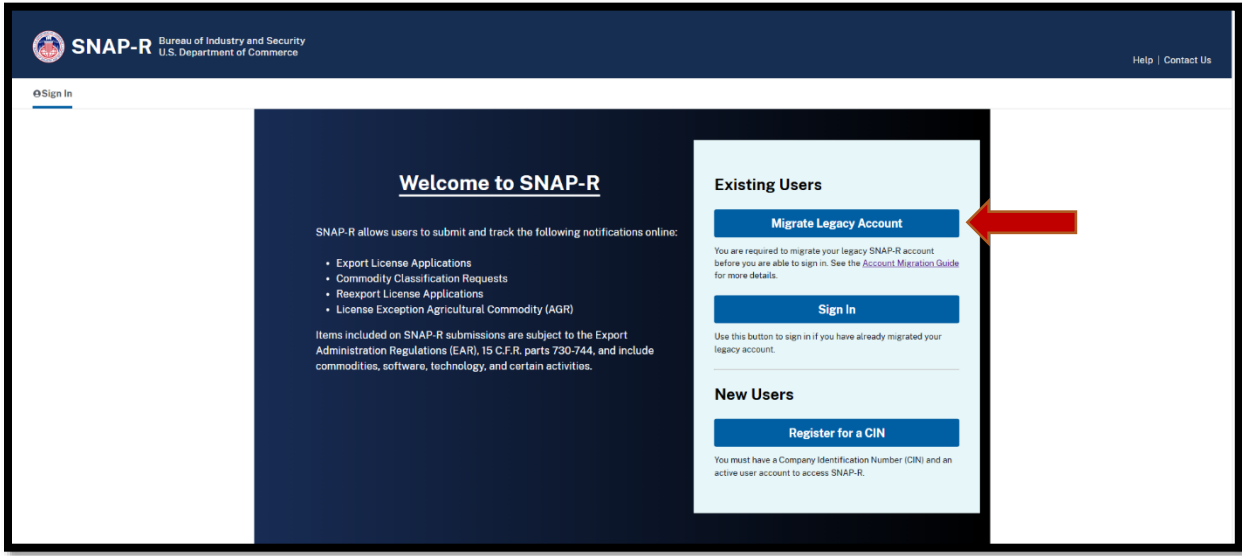 SNAP-R Bureau of Industry and Security
U.S. Department of Commerce
Help | Contact Us
Sign In
Welcome to SNAP-R
SNAP-R allows users to submit and track the following notifications online:
• Export License Applications
• Commodity Classification Requests
• Reexport License Applications
• License Exception Agricultural Commodity (AGR)
Items included on SNAP-R submissions are subject to the Export
Administration Regulations (EAR), 15 C.F.R. parts 730-744, and include
commodities, software, technology, and certain activities.
Existing Users
Migrate Legacy Account
You are required to migrate your legacy SNAP-R account
before you are able to sign in. See the Account Migration Guide
for more details.
Sign In
Use this button to sign in if you have already migrated your
legacy account.
New Users
Register for a CIN
You must have a Company Identification Number (CIN) and an
active user account to access SNAP-R.